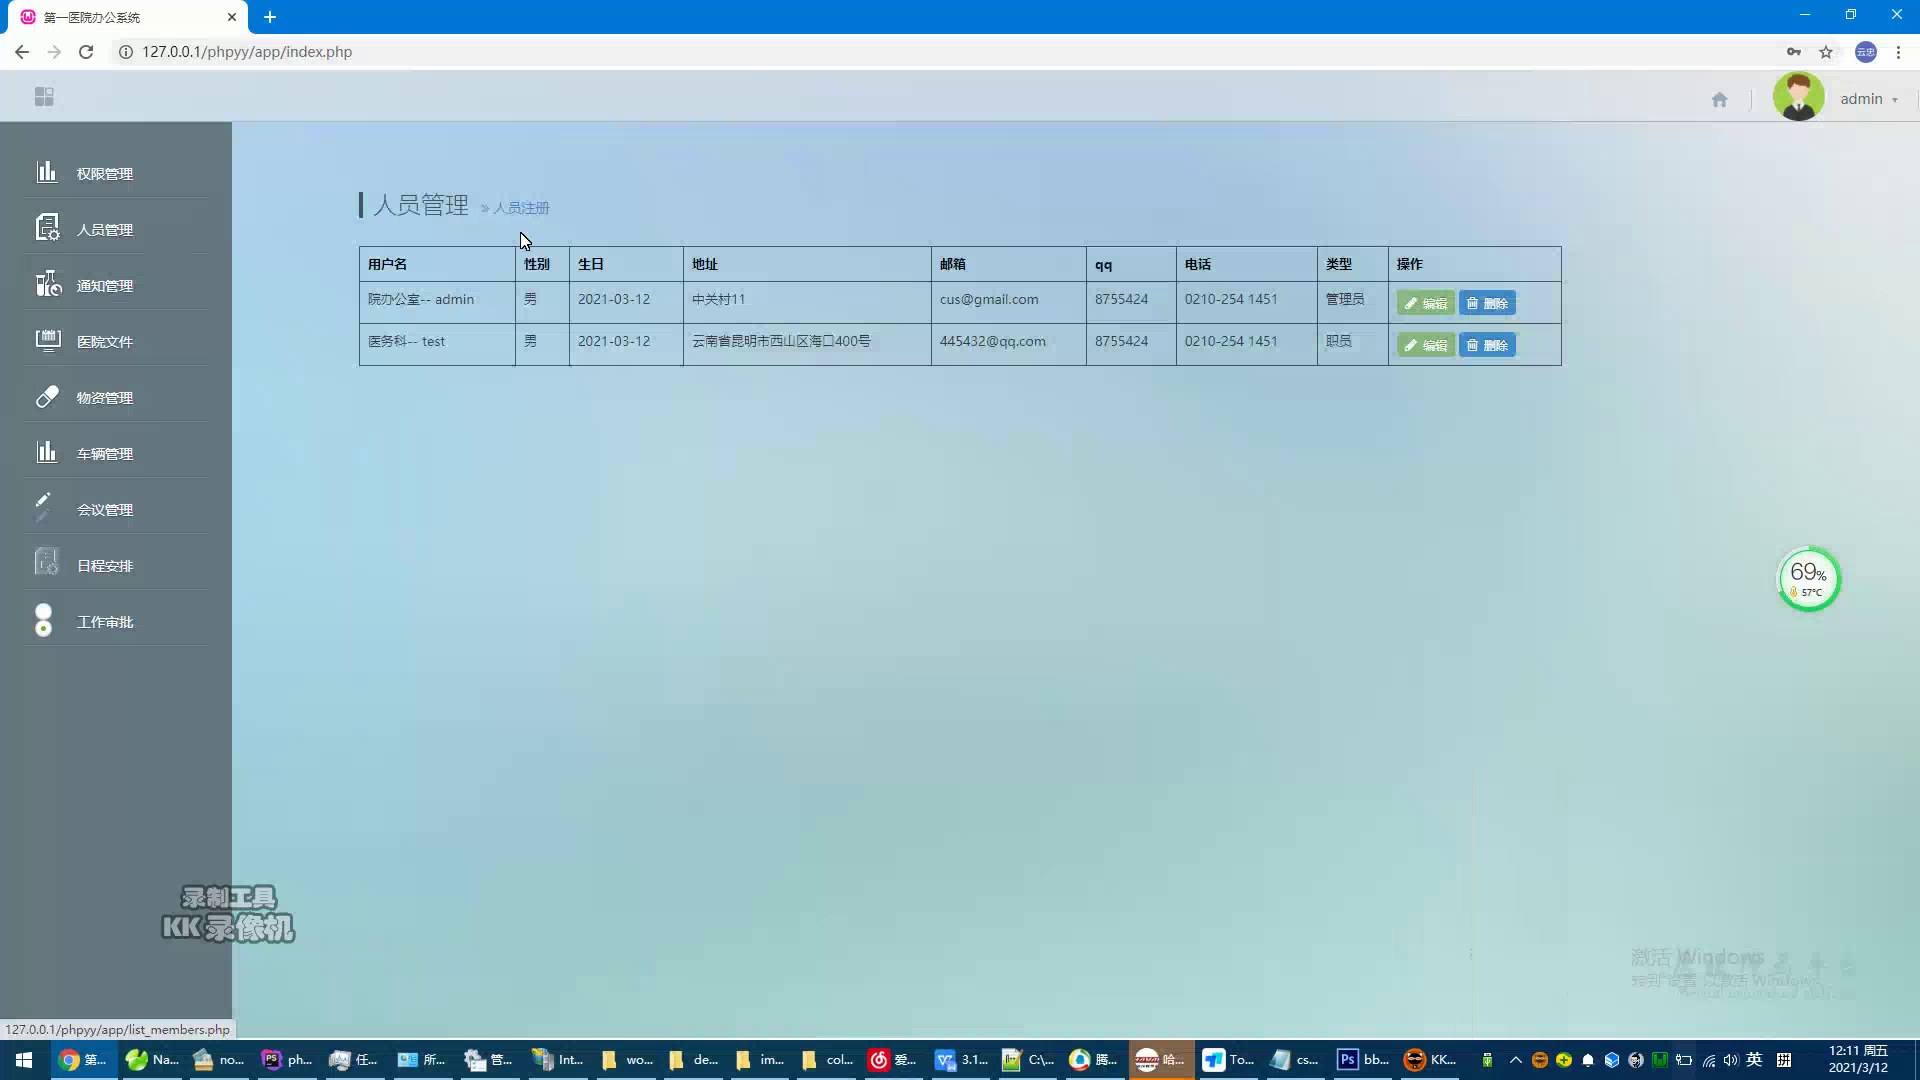 第一医院办公系统
127.0.0.1/phpyy/app/index.php
云忠
admin
权限管理
人员管理
通知管理
医院文件
物资管理
车辆管理
会议管理
日程安排
工作审批
人员管理 » 人员注册
用户名 性别 生日 地址 邮箱 qq 电话 类型 操作
院办公室-- admin 男 2021-03-12 中关村11 cus@gmail.com 8755424 0210-254 1451 管理员 编辑 删除
医务科-- test 男 2021-03-12 云南省昆明市西山区海口400号 445432@qq.com 8755424 0210-254 1451 职员 编辑 删除
69%
57°C
录制工具
KK 录像机
激活 Windows
转到"设置"以激活 Windows。
127.0.0.1/phpyy/app/list_members.php
第... Na... no... ph... 任... 所... 管... Int... wo... de... im... col... 爱... 3.1... C:\... 腾... 哈... To... cs... bb... KK... 英 拼
12:11 周五
2021/3/12